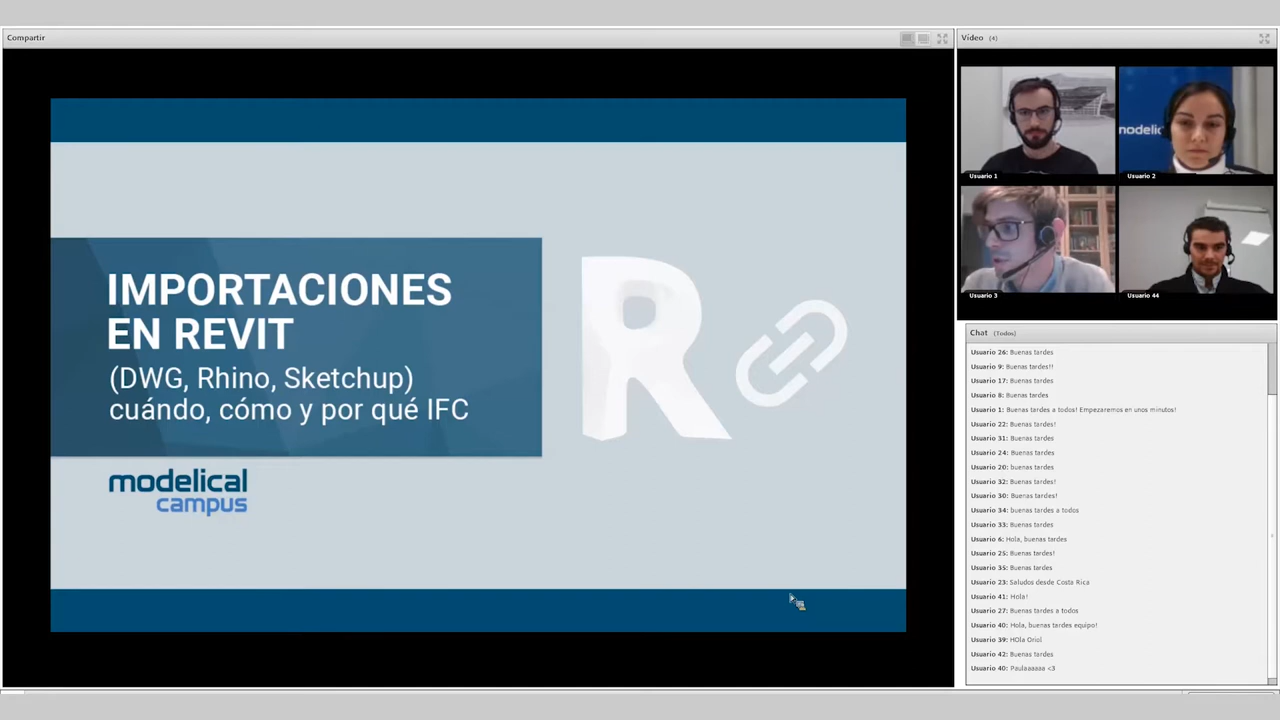 Compartir
IMPORTACIONES
EN REVIT
(DWG, Rhino, Sketchup)
cuándo, cómo y por qué IFC
modelical
campus
Vídeo (4)
modelic
Usuario 1
Usuario 2
Usuario 3
Usuario 44
Chat (Todos)
Usuario 26: Buenas tardes
Usuario 9: Buenas tardes!!
Usuario 17: Buenas tardes
Usuario 8: Buenas tardes
Usuario 1: Buenas tardes a todos! Empezaremos en unos minutos!
Usuario 22: Buenas tardes!
Usuario 31: Buenas tardes
Usuario 24: Buenas tardes
Usuario 20: buenas tardes
Usuario 32: Buenas tardes!
Usuario 30: Buenas tardes!
Usuario 34: buenas tardes a todos
Usuario 33: Buenas tardes
Usuario 6: Hola, buenas tardes
Usuario 25: Buenas tardes!
Usuario 35: Buenas tardes
Usuario 23: Saludos desde Costa Rica
Usuario 41: Hola!
Usuario 27: Buenas tardes a todos
Usuario 40: Hola, buenas tardes equipo!
Usuario 39: HOla Oriol
Usuario 42: Buenas tardes
Usuario 40: Paulaaaaaa <3